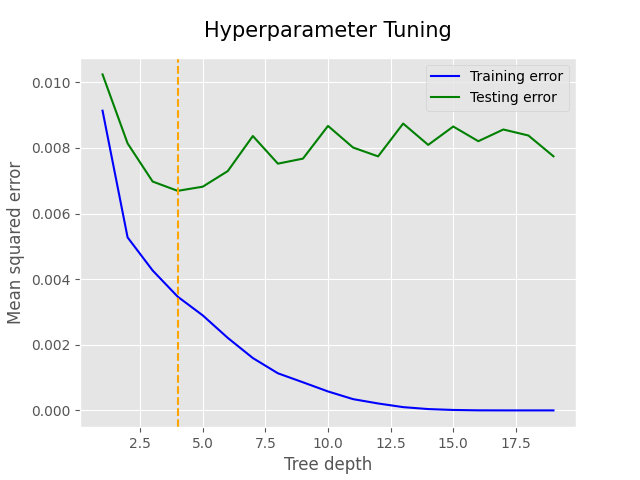 Hyperparameter Tuning
Training error
Testing error
0.010
0.008
0.006
0.004
0.002
0.000
Mean squared error
2.5 5.0 7.5 10.0 12.5 15.0 17.5
Tree depth